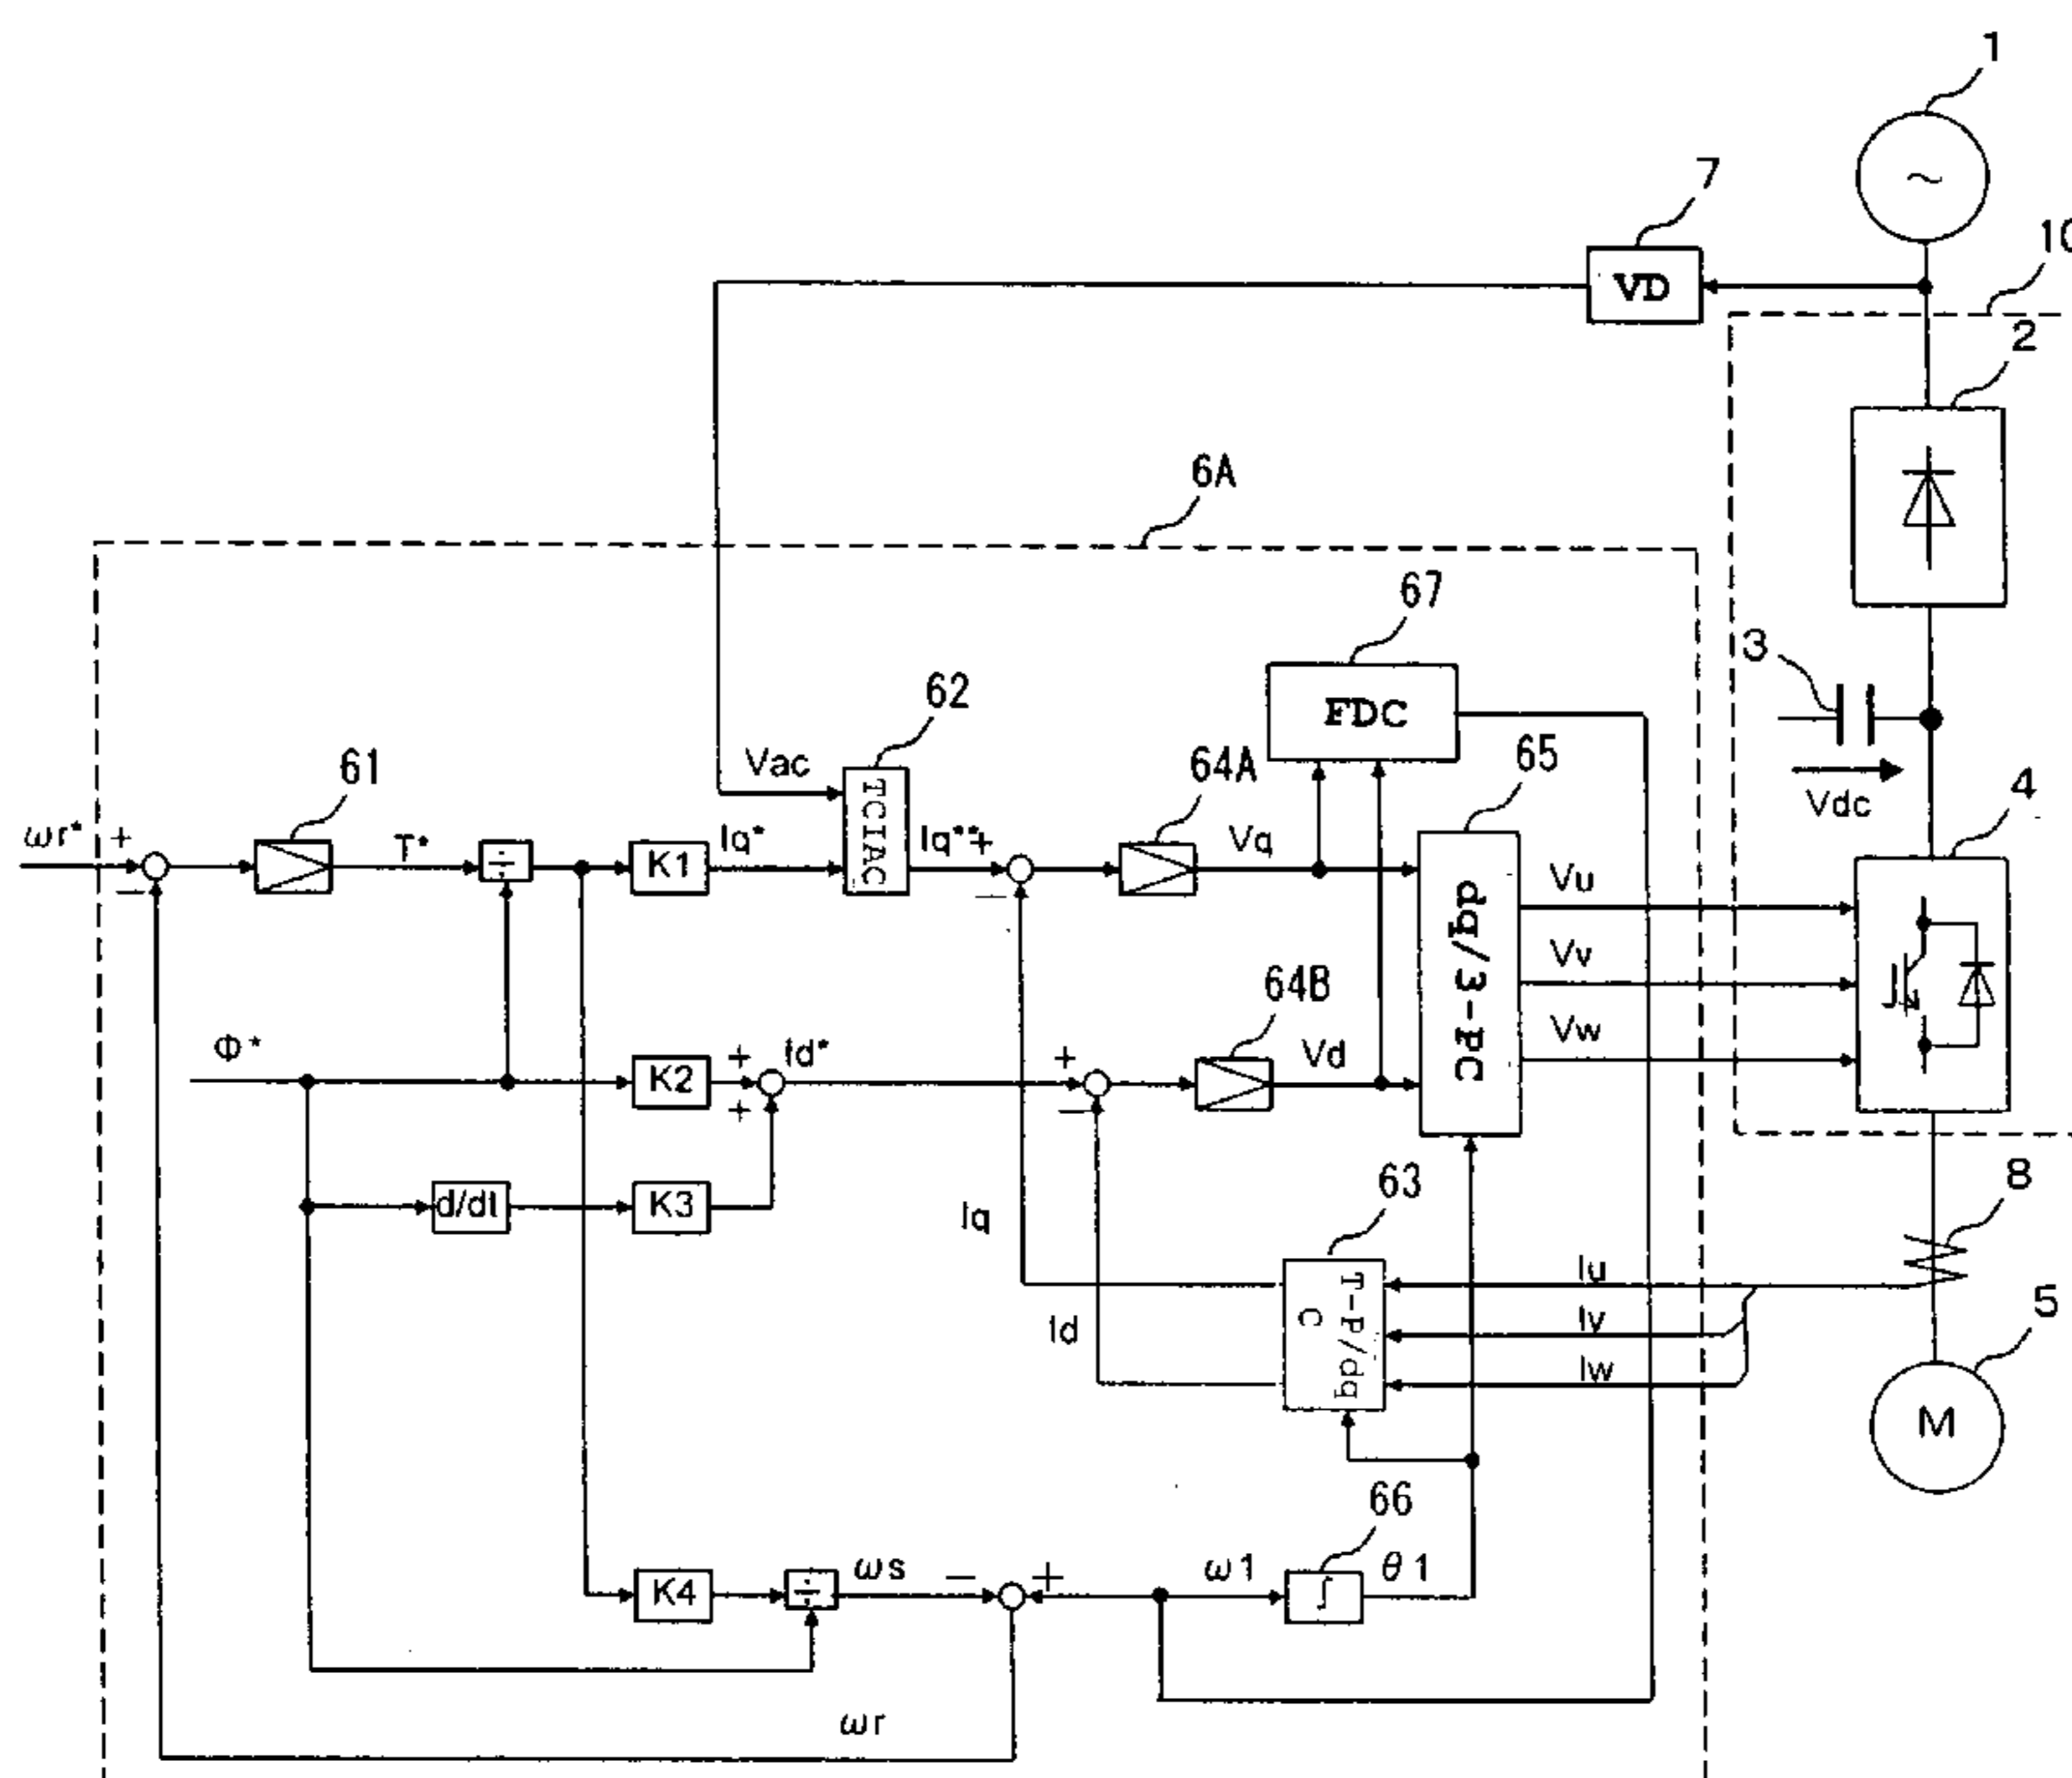 1
~
7
10
VD
2
6A
67
3
FDC
62
65
Vac
64A
61
TCIAC
Vdc
4
ωr* +
T*
÷
K1
Iq*
Iq** +
Vq
−
−
dq/3-PC
Vu
Vv
64B
Φ*
K2
+
Id*
+
Vd
Vw
+
−
d/dt
K3
63
8
Iq
T-P/dq
C
Iu
5
Id
Iv
Iw
M
66
K4
÷
ωs
−
+
ω1
∫
θ1
ωr